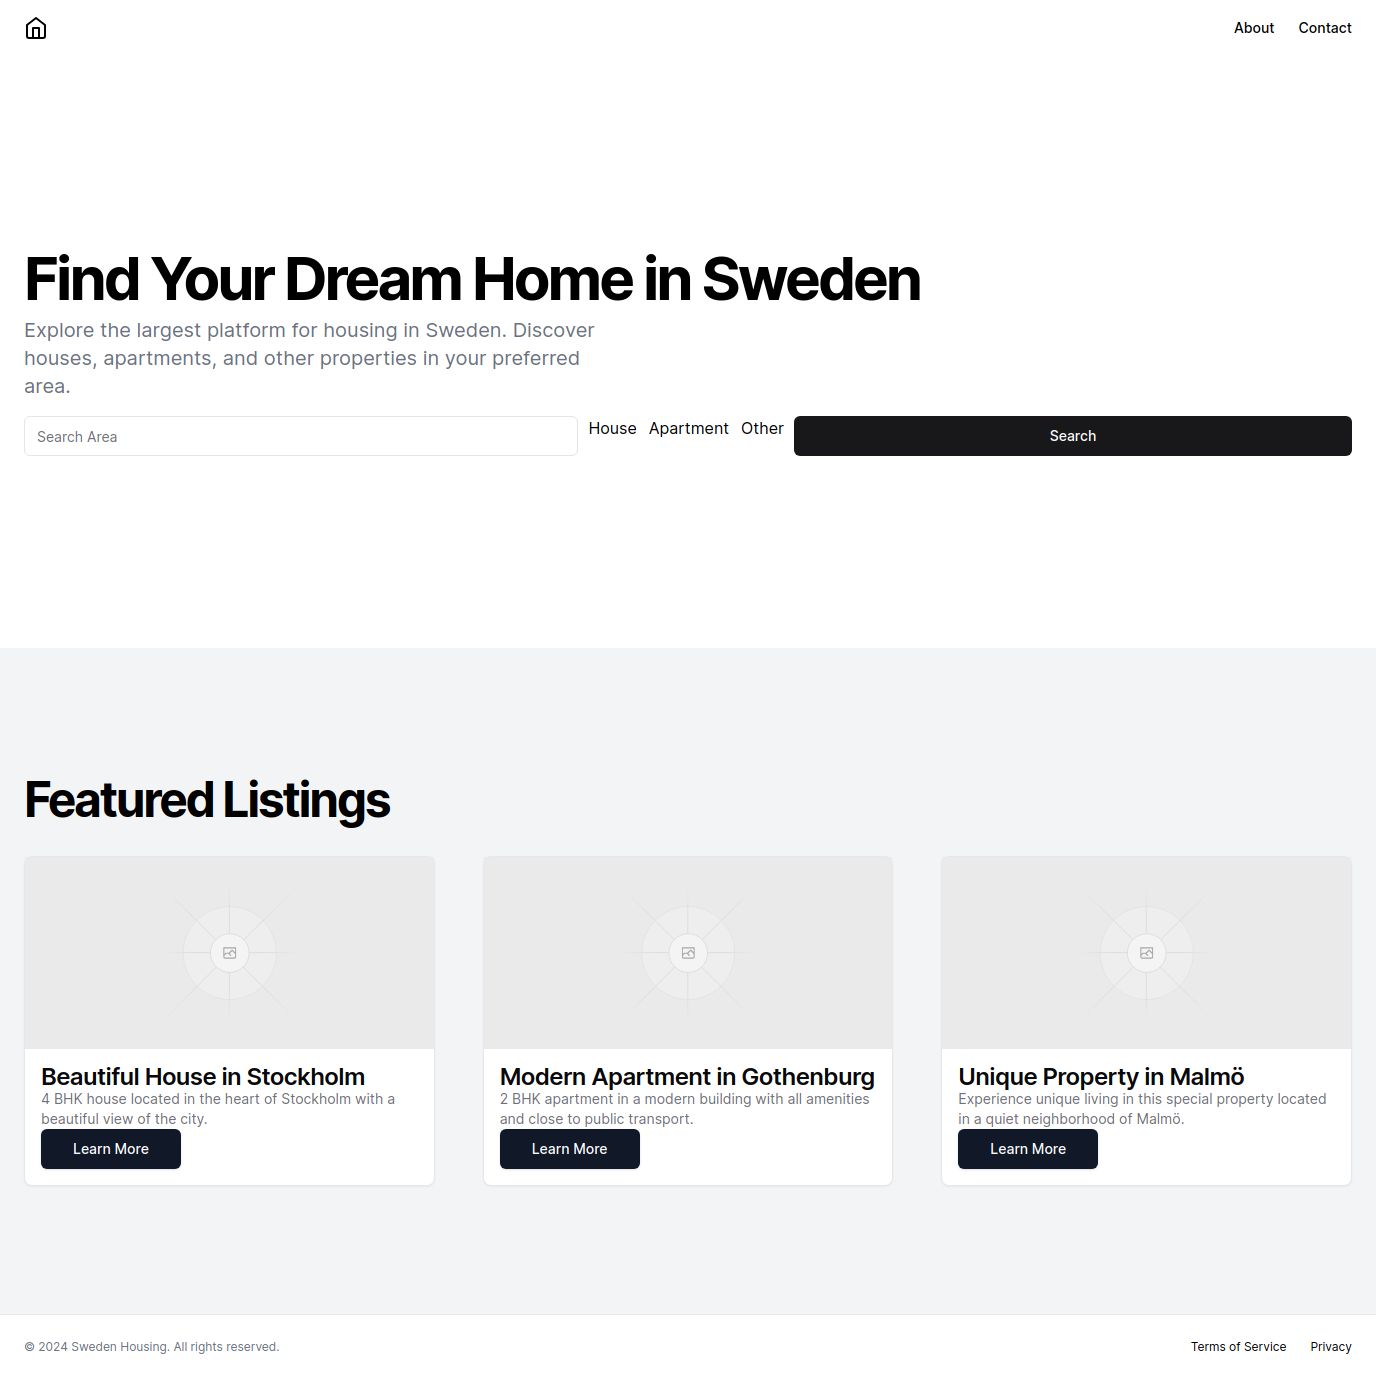 About Contact
Find Your Dream Home in Sweden
Explore the largest platform for housing in Sweden. Discover
houses, apartments, and other properties in your preferred
area.
Search Area House Apartment Other Search
Featured Listings
Beautiful House in Stockholm
4 BHK house located in the heart of Stockholm with a
beautiful view of the city.
Learn More
Modern Apartment in Gothenburg
2 BHK apartment in a modern building with all amenities
and close to public transport.
Learn More
Unique Property in Malmö
Experience unique living in this special property located
in a quiet neighborhood of Malmö.
Learn More
© 2024 Sweden Housing. All rights reserved.
Terms of Service Privacy